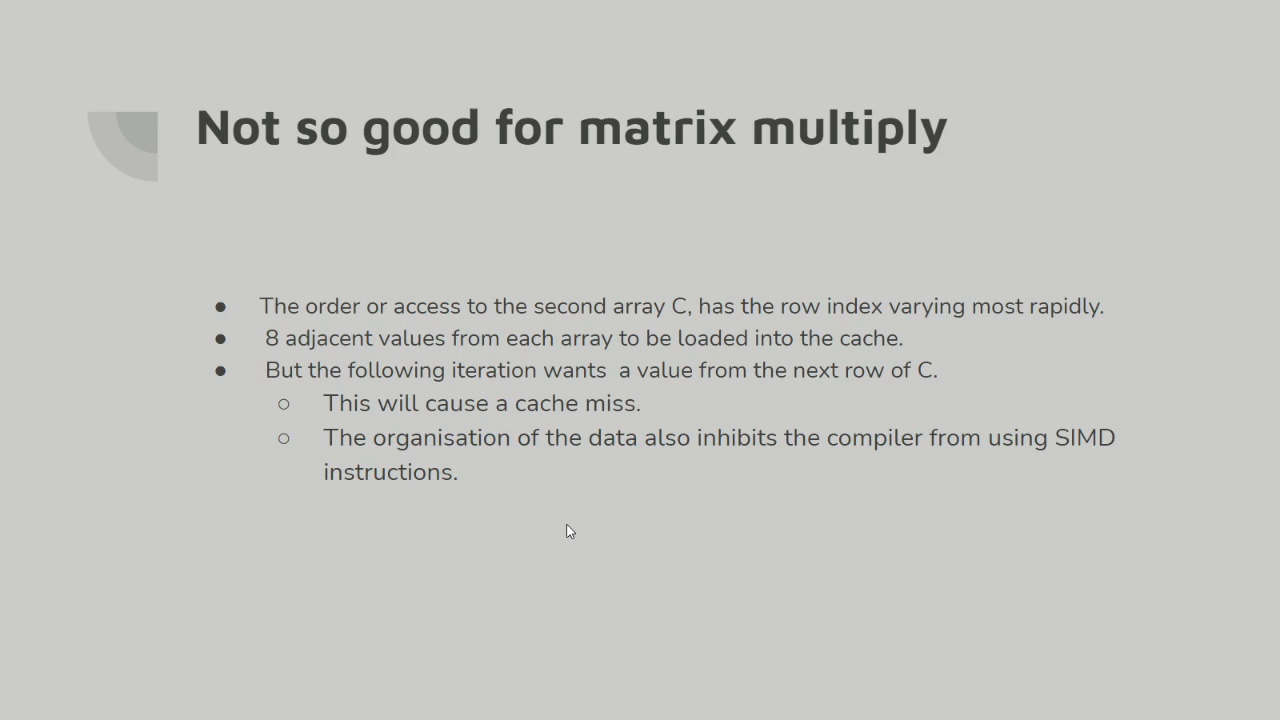 Not so good for matrix multiply
● The order or access to the second array C, has the row index varying most rapidly.
● 8 adjacent values from each array to be loaded into the cache.
● But the following iteration wants  a value from the next row of C.
○ This will cause a cache miss.
○ The organisation of the data also inhibits the compiler from using SIMD
instructions.